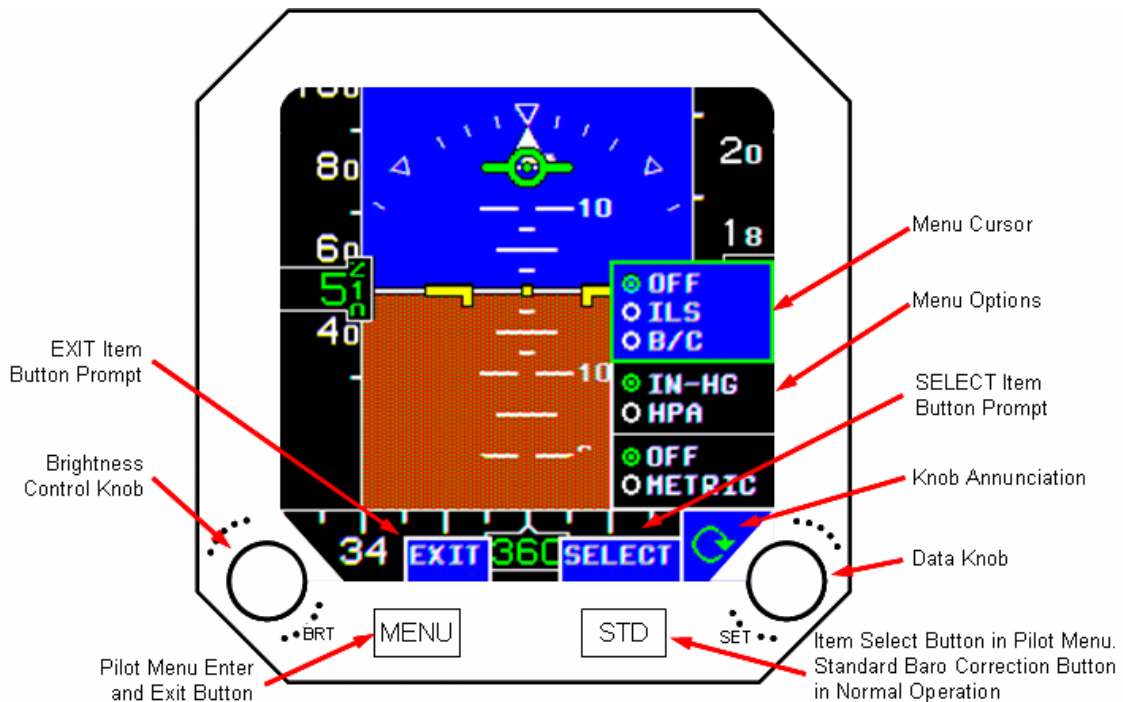 80
60
51
40
10
10
20
18
OFF
ILS
B/C
IN-HG
HPA
OFF
METRIC
34
EXIT
360
SELECT
BRT
MENU
STD
SET
EXIT Item
Button Prompt
Brightness
Control Knob
Pilot Menu Enter
and Exit Button
Menu Cursor
Menu Options
SELECT Item
Button Prompt
Knob Annunciation
Data Knob
Item Select Button in Pilot Menu.
Standard Baro Correction Button
in Normal Operation